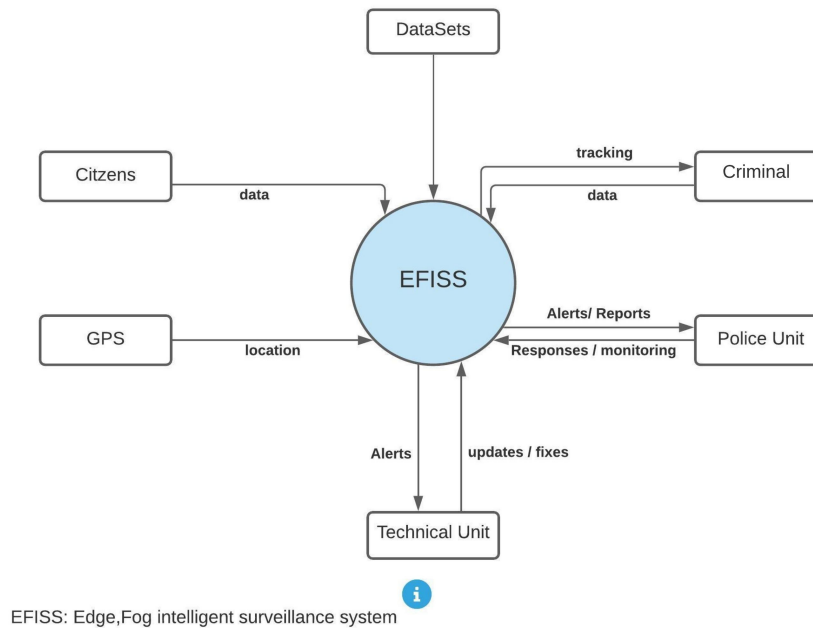 DataSets
tracking
Citzens
Criminal
data
data
EFISS
Alerts/ Reports
GPS
Police Unit
location
Responses / monitoring
Alerts
updates / fixes
Technical Unit
i
EFISS: Edge,Fog intelligent surveillance system